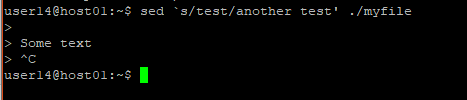 user14@host01:~$ sed `s/test/another test' ./myfile
>
> Some text
> ^C
user14@host01:~$